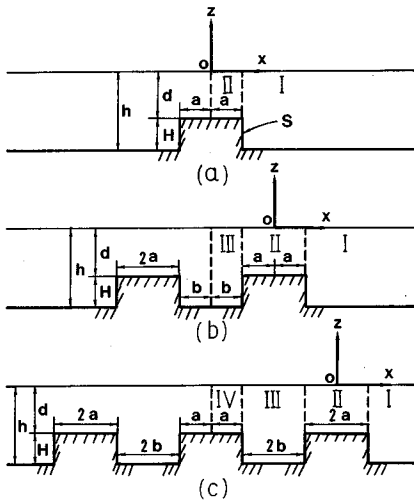 z
o x
II I
h d a a
H S
(a)
z
o x
III II I
h d 2a a a
H b b
(b)
z
o x
IV III II I
h d 2a a a 2a
H 2b 2b
(c)